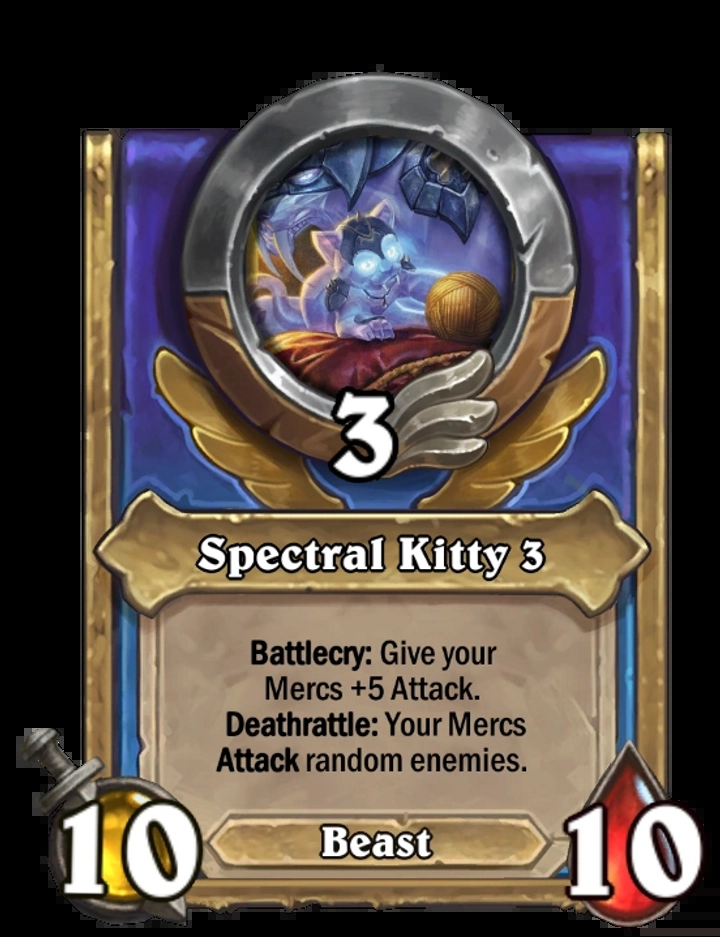 3
Spectral Kitty 3
Battlecry: Give your
Mercs +5 Attack.
Deathrattle: Your Mercs
Attack random enemies.
10
Beast
10